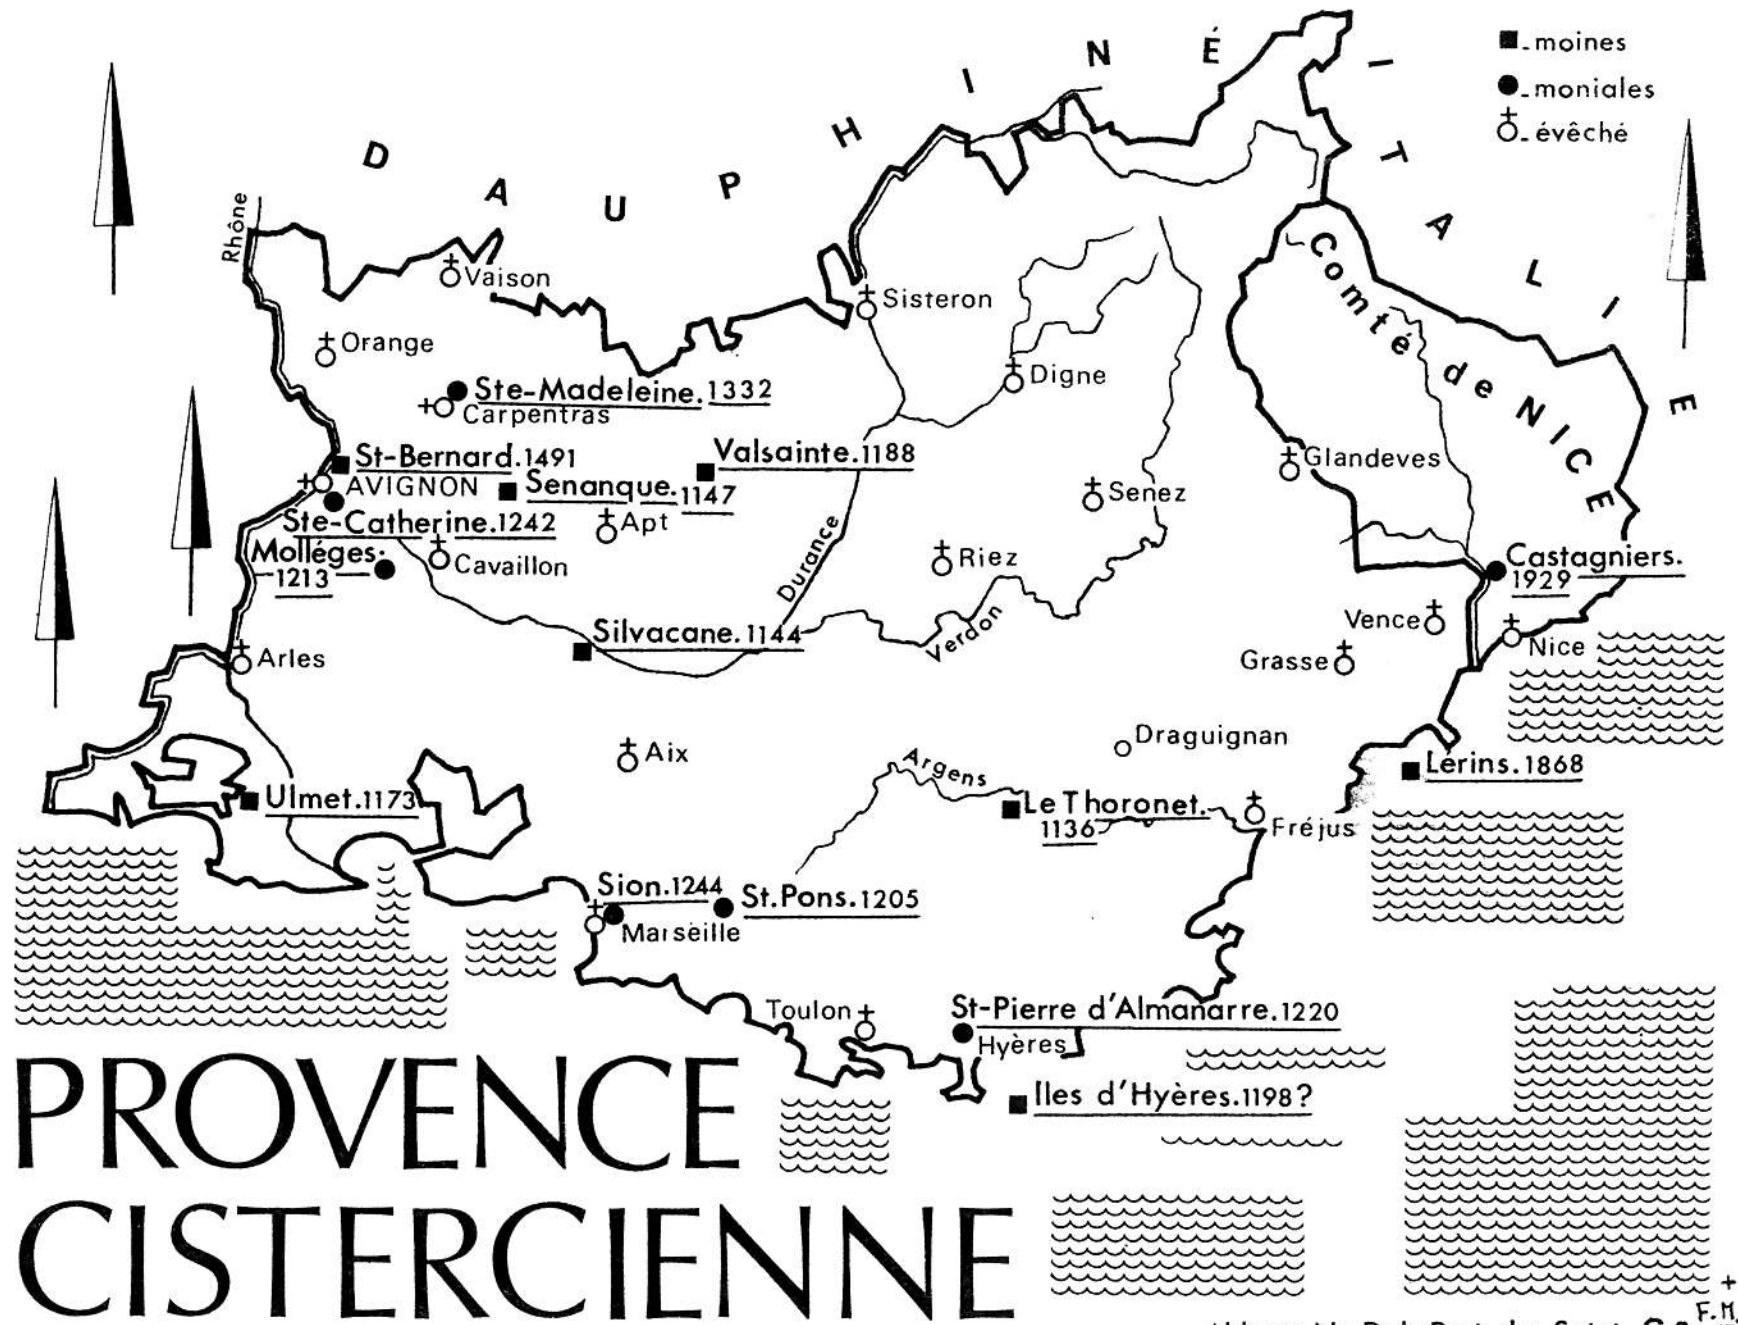 ■ - moines
● - moniales
♁ - évêché
DAUPHINÉ
ITALIE
Comté de NICE
Rhône
Vaison
Sisteron
Orange
Digne
Ste-Madeleine.1332
Carpentras
St-Bernard.1491
Valsainte.1188
Glandeves
AVIGNON
Senanque.1147
Senez
Ste-Catherine.1242
Apt
Durance
Molléges.
1213
Cavaillon
Riez
Castagniers.
1929
Verdon
Vence
Silvacane.1144
Nice
Arles
Grasse
Aix
Draguignan
Argens
Lerins.1868
Ulmet.1173
Le Thoronet.
1136
Fréjus
Sion.1244
St.Pons.1205
Marseille
Toulon
St-Pierre d'Almanarre.1220
Hyères
Iles d'Hyères.1198?
PROVENCE
CISTERCIENNE
F.M.